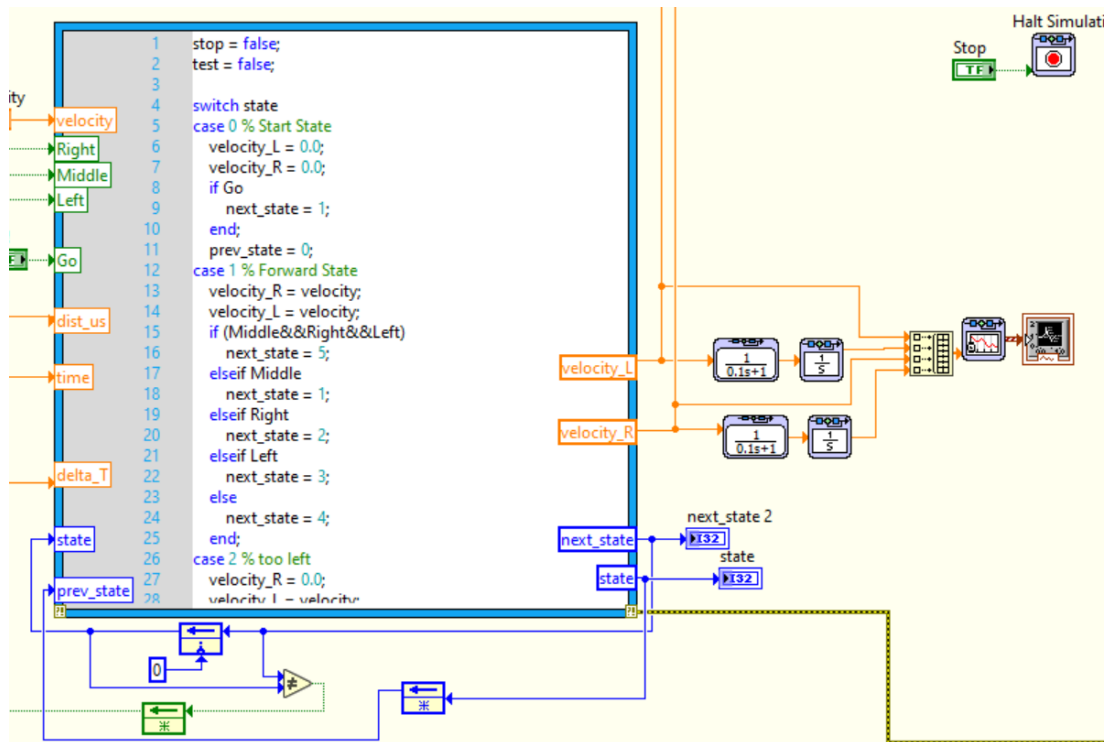 Halt Simulati
Stop
TF
ity
velocity
Right
Middle
Left
Go
dist_us
time
delta_T
state
prev_state
1 stop = false;
2 test = false;
3
4 switch state
5 case 0 % Start State
6 velocity_L = 0.0;
7 velocity_R = 0.0;
8 if Go
9 next_state = 1;
10 end;
11 prev_state = 0;
12 case 1 % Forward State
13 velocity_R = velocity;
14 velocity_L = velocity;
15 if (Middle&&Right&&Left)
16 next_state = 5;
17 elseif Middle
18 next_state = 1;
19 elseif Right
20 next_state = 2;
21 elseif Left
22 next_state = 3;
23 else
24 next_state = 4;
25 end;
26 case 2 % too left
27 velocity_R = 0.0;
28 velocity_L = velocity;
velocity_L
velocity_R
next_state
state
1
0.1s+1
1
S
1
0.1s+1
1
S
next_state 2
I32
state
I32
0
≠